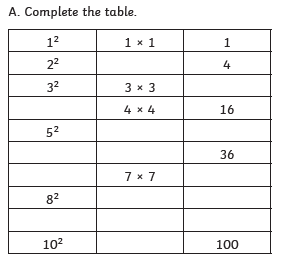 A. Complete the table.
1² 1 × 1 1
2² 4
3² 3 × 3
4 × 4 16
5²
36
7 × 7
8²
10² 100